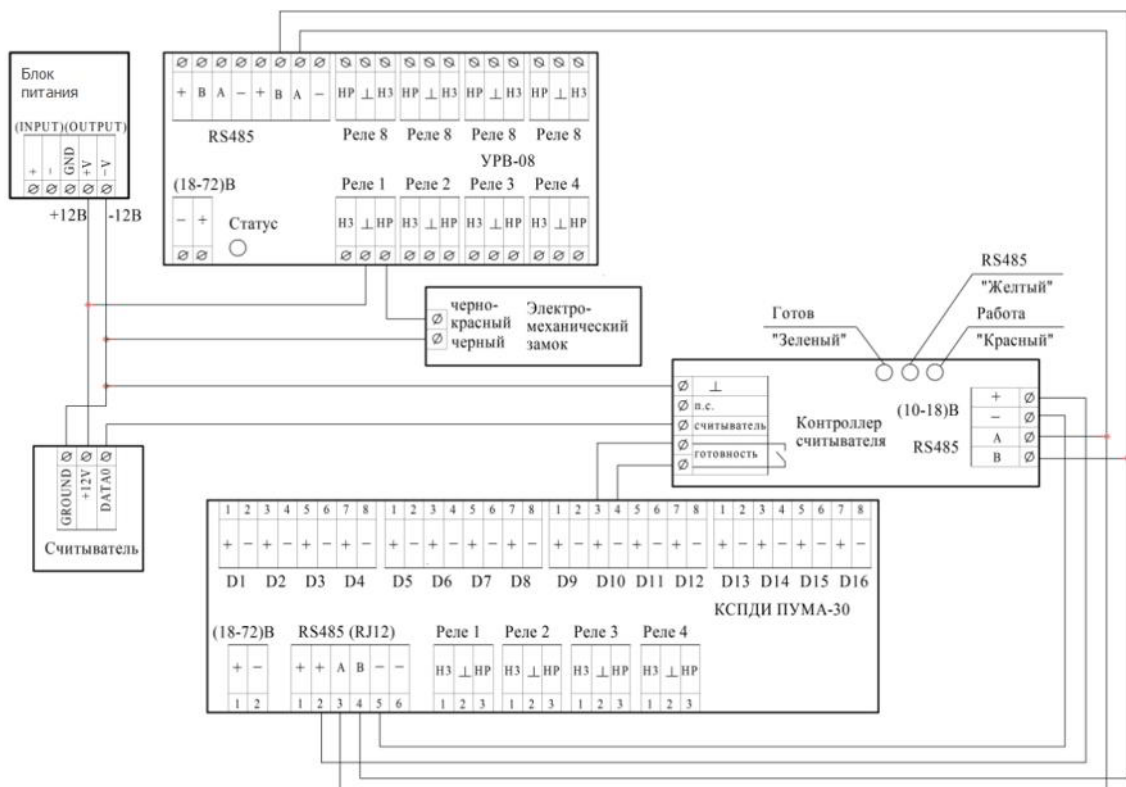 Блок
питания
(INPUT)(OUTPUT)
+ - GND +V -V
+12В -12В
+ В А - + В А - НР ⊥ НЗ НР ⊥ НЗ НР ⊥ НЗ НР ⊥ НЗ
RS485 Реле 8 Реле 8 Реле 8 Реле 8
УРВ-08
(18-72)В Реле 1 Реле 2 Реле 3 Реле 4
- + Статус НЗ ⊥ НР НЗ ⊥ НР НЗ ⊥ НР НЗ ⊥ НР
черно-
красный
черный
Электро-
механический
замок
RS485
"Желтый"
Готов
"Зеленый"
Работа
"Красный"
⊥
п.с.
считыватель
готовность
Контроллер
считывателя
(10-18)В
RS485
+
-
А
В
GROUND +12V DATA0
Считыватель
1 2 3 4 5 6 7 8 1 2 3 4 5 6 7 8 1 2 3 4 5 6 7 8 1 2 3 4 5 6 7 8
+ - + - + - + - + - + - + - + - + - + - + - + - + - + - + - + -
D1 D2 D3 D4 D5 D6 D7 D8 D9 D10 D11 D12 D13 D14 D15 D16
КСПДИ ПУМА-30
(18-72)В RS485 (RJ12) Реле 1 Реле 2 Реле 3 Реле 4
+ - + + А В - - НЗ ⊥ НР НЗ ⊥ НР НЗ ⊥ НР НЗ ⊥ НР
1 2 1 2 3 4 5 6 1 2 3 1 2 3 1 2 3 1 2 3